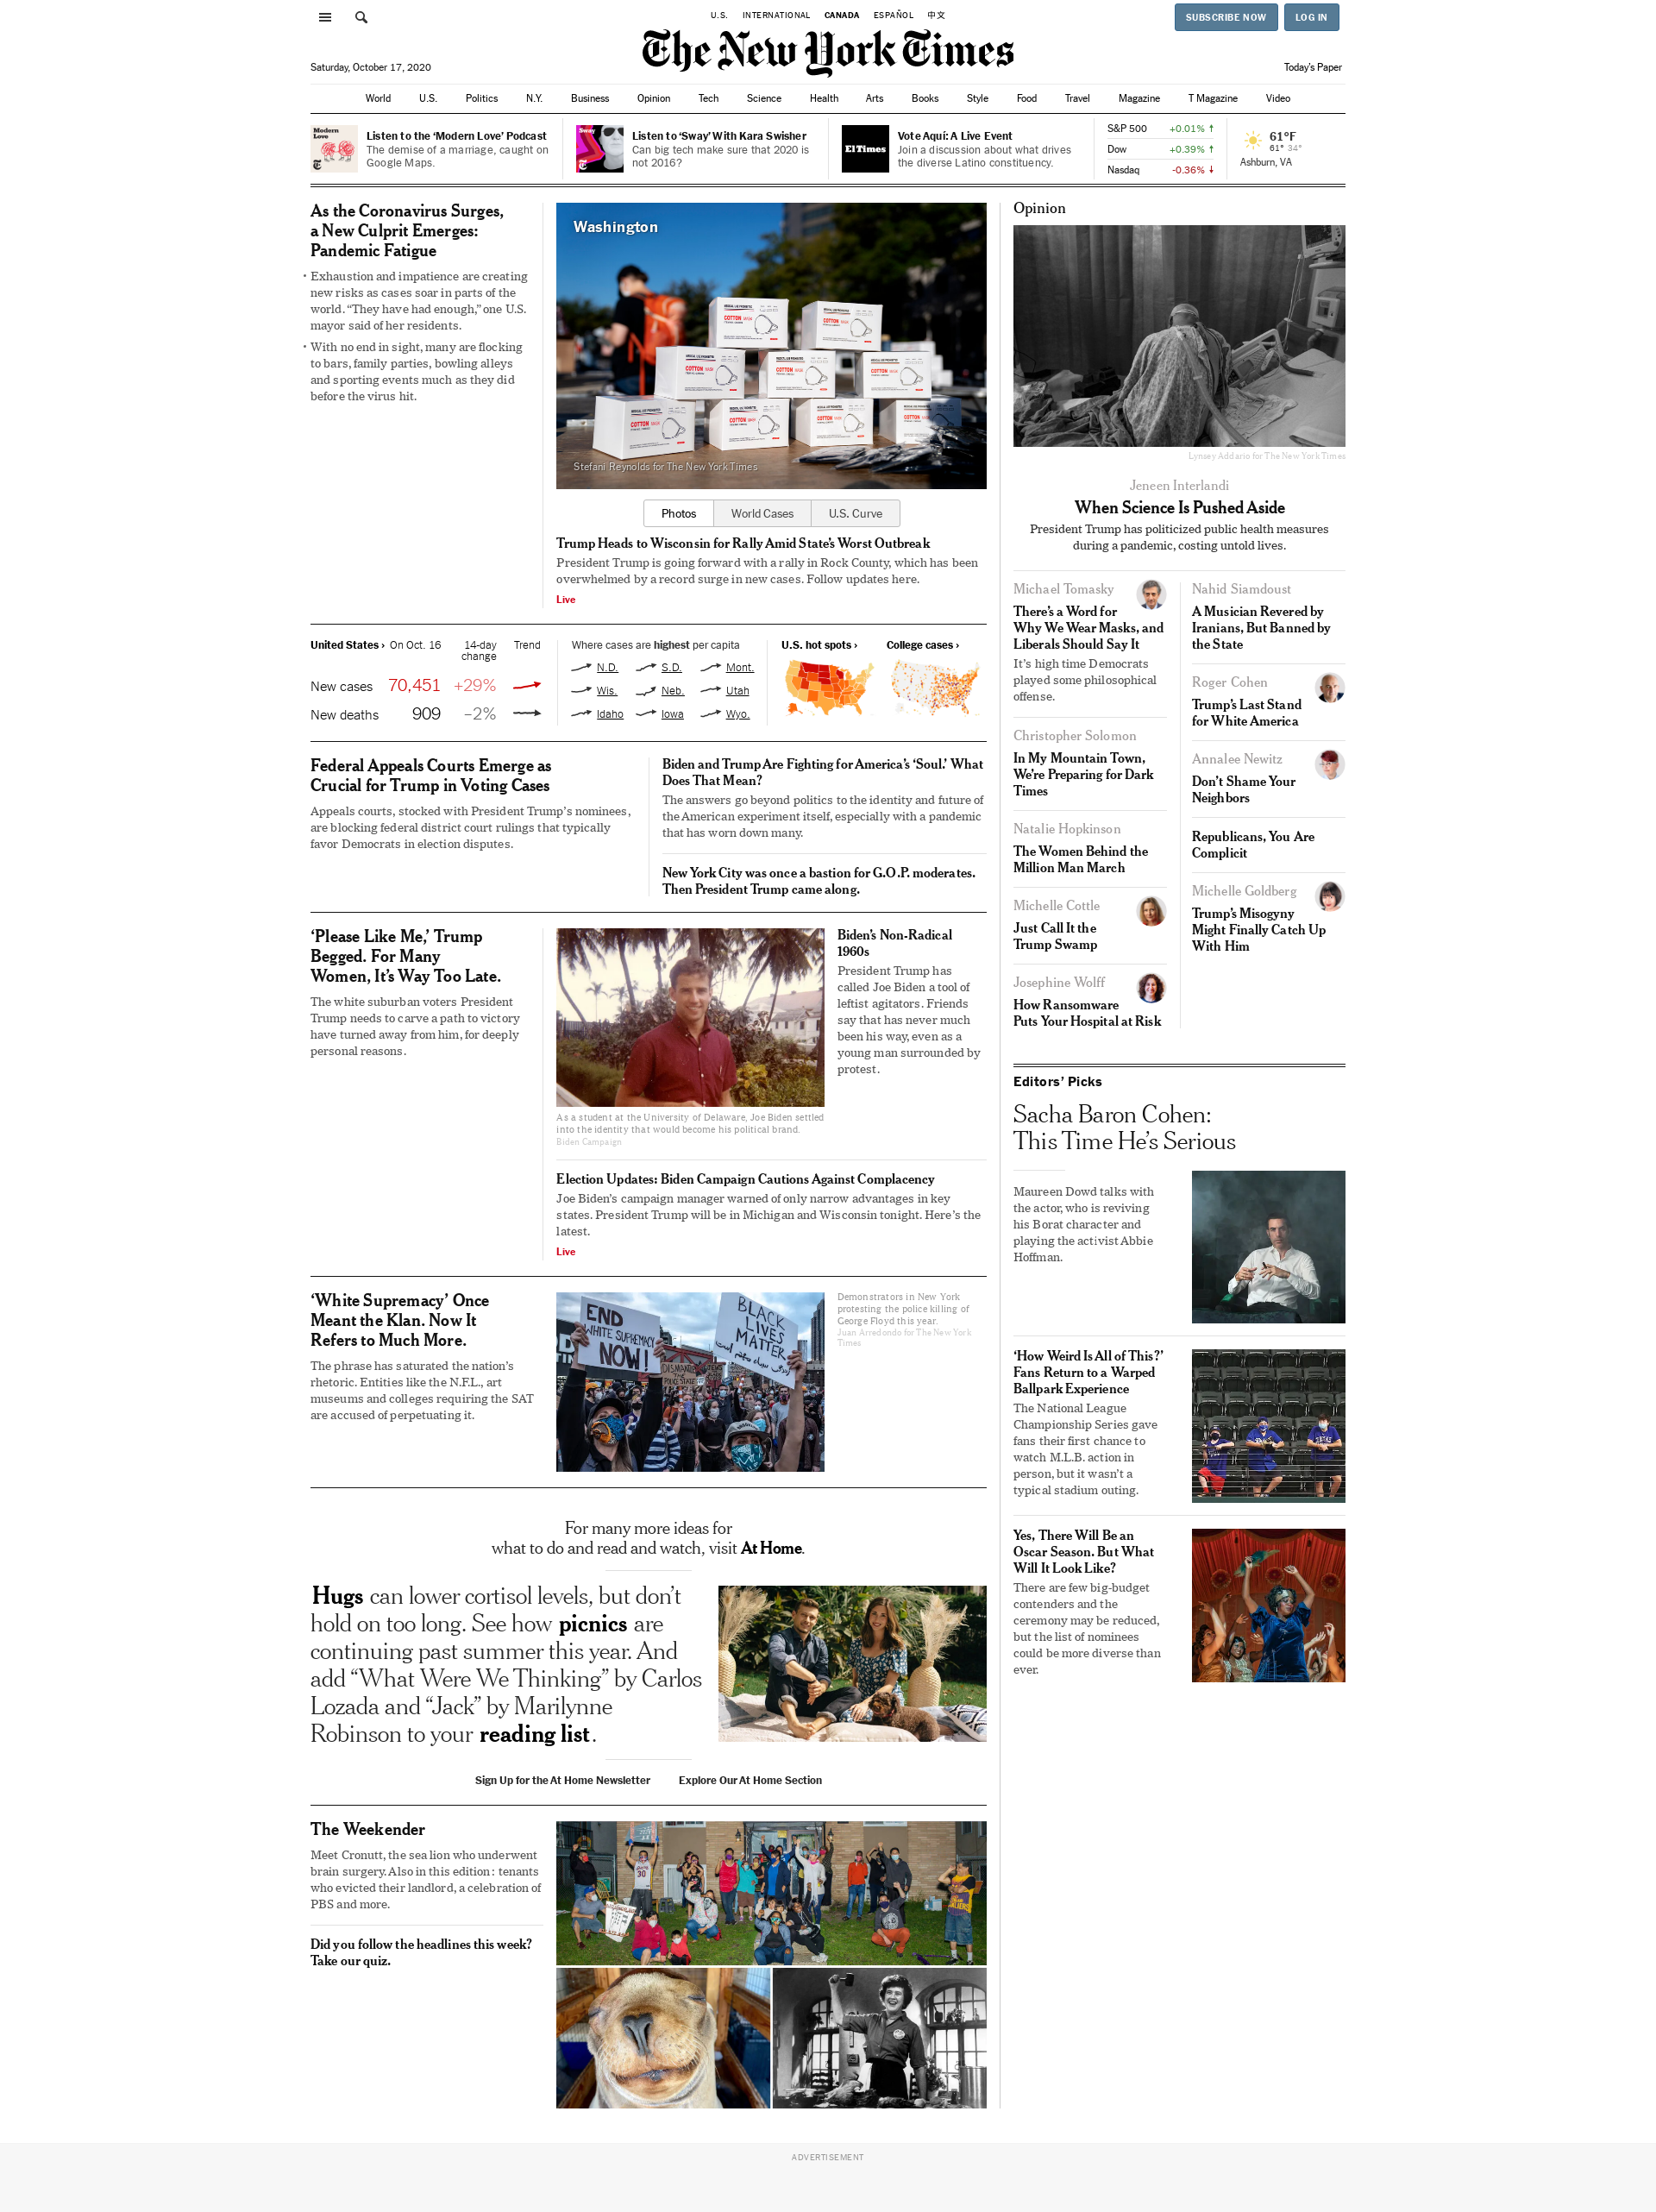 U.S. INTERNATIONAL CANADA ESPAÑOL 中文
SUBSCRIBE NOW LOG IN
The New York Times
Saturday, October 17, 2020
Today's Paper
World U.S. Politics N.Y. Business Opinion Tech Science Health Arts Books Style Food Travel Magazine T Magazine Video
Modern
Love
Listen to the ‘Modern Love’ Podcast
The demise of a marriage, caught on
Google Maps.
Sway
Listen to ‘Sway’ With Kara Swisher
Can big tech make sure that 2020 is
not 2016?
El Times
Vote Aquí: A Live Event
Join a discussion about what drives
the diverse Latino constituency.
S&P 500 +0.01% ↑
Dow +0.39% ↑
Nasdaq -0.36% ↓
61°F
61° 34°
Ashburn, VA
As the Coronavirus Surges,
a New Culprit Emerges:
Pandemic Fatigue
• Exhaustion and impatience are creating
new risks as cases soar in parts of the
world. “They have had enough,” one U.S.
mayor said of her residents.
• With no end in sight, many are flocking
to bars, family parties, bowling alleys
and sporting events much as they did
before the virus hit.
Washington
COTTON
MASK
Stefani Reynolds for The New York Times
Photos World Cases U.S. Curve
Trump Heads to Wisconsin for Rally Amid State’s Worst Outbreak
President Trump is going forward with a rally in Rock County, which has been
overwhelmed by a record surge in new cases. Follow updates here.
Live
United States › On Oct. 16 14-day
change Trend
New cases 70,451 +29%
New deaths 909 –2%
Where cases are highest per capita
N.D. S.D. Mont.
Wis. Neb. Utah
Idaho Iowa Wyo.
U.S. hot spots › College cases ›
Federal Appeals Courts Emerge as
Crucial for Trump in Voting Cases
Appeals courts, stocked with President Trump’s nominees,
are blocking federal district court rulings that typically
favor Democrats in election disputes.
Biden and Trump Are Fighting for America’s ‘Soul.’ What
Does That Mean?
The answers go beyond politics to the identity and future of
the American experiment itself, especially with a pandemic
that has worn down many.
New York City was once a bastion for G.O.P. moderates.
Then President Trump came along.
‘Please Like Me,’ Trump
Begged. For Many
Women, It’s Way Too Late.
The white suburban voters President
Trump needs to carve a path to victory
have turned away from him, for deeply
personal reasons.
As a student at the University of Delaware, Joe Biden settled
into the identity that would become his political brand.
Biden Campaign
Biden’s Non-Radical
1960s
President Trump has
called Joe Biden a tool of
leftist agitators. Friends
say that has never much
been his way, even as a
young man surrounded by
protest.
Election Updates: Biden Campaign Cautions Against Complacency
Joe Biden’s campaign manager warned of only narrow advantages in key
states. President Trump will be in Michigan and Wisconsin tonight. Here’s the
latest.
Live
‘White Supremacy’ Once
Meant the Klan. Now It
Refers to Much More.
The phrase has saturated the nation’s
rhetoric. Entities like the N.F.L., art
museums and colleges requiring the SAT
are accused of perpetuating it.
END
WHITE SUPREMACY
NOW!
BLACK
LIVES
MATTER
Demonstrators in New York
protesting the police killing of
George Floyd this year.
Juan Arredondo for The New York
Times
For many more ideas for
what to do and read and watch, visit At Home.
Hugs can lower cortisol levels, but don’t
hold on too long. See how picnics are
continuing past summer this year. And
add “What Were We Thinking” by Carlos
Lozada and “Jack” by Marilynne
Robinson to your reading list.
Sign Up for the At Home Newsletter Explore Our At Home Section
The Weekender
Meet Cronutt, the sea lion who underwent
brain surgery. Also in this edition: tenants
who evicted their landlord, a celebration of
PBS and more.
Did you follow the headlines this week?
Take our quiz.
30
Opinion
Lynsey Addario for The New York Times
Jeneen Interlandi
When Science Is Pushed Aside
President Trump has politicized public health measures
during a pandemic, costing untold lives.
Michael Tomasky
There’s a Word for
Why We Wear Masks, and
Liberals Should Say It
It’s high time Democrats
played some philosophical
offense.
Christopher Solomon
In My Mountain Town,
We’re Preparing for Dark
Times
Natalie Hopkinson
The Women Behind the
Million Man March
Michelle Cottle
Just Call It the
Trump Swamp
Josephine Wolff
How Ransomware
Puts Your Hospital at Risk
Nahid Siamdoust
A Musician Revered by
Iranians, But Banned by
the State
Roger Cohen
Trump’s Last Stand
for White America
Annalee Newitz
Don’t Shame Your
Neighbors
Republicans, You Are
Complicit
Michelle Goldberg
Trump’s Misogyny
Might Finally Catch Up
With Him
Editors’ Picks
Sacha Baron Cohen:
This Time He’s Serious
Maureen Dowd talks with
the actor, who is reviving
his Borat character and
playing the activist Abbie
Hoffman.
‘How Weird Is All of This?’
Fans Return to a Warped
Ballpark Experience
The National League
Championship Series gave
fans their first chance to
watch M.L.B. action in
person, but it wasn’t a
typical stadium outing.
Yes, There Will Be an
Oscar Season. But What
Will It Look Like?
There are few big-budget
contenders and the
ceremony may be reduced,
but the list of nominees
could be more diverse than
ever.
ADVERTISEMENT